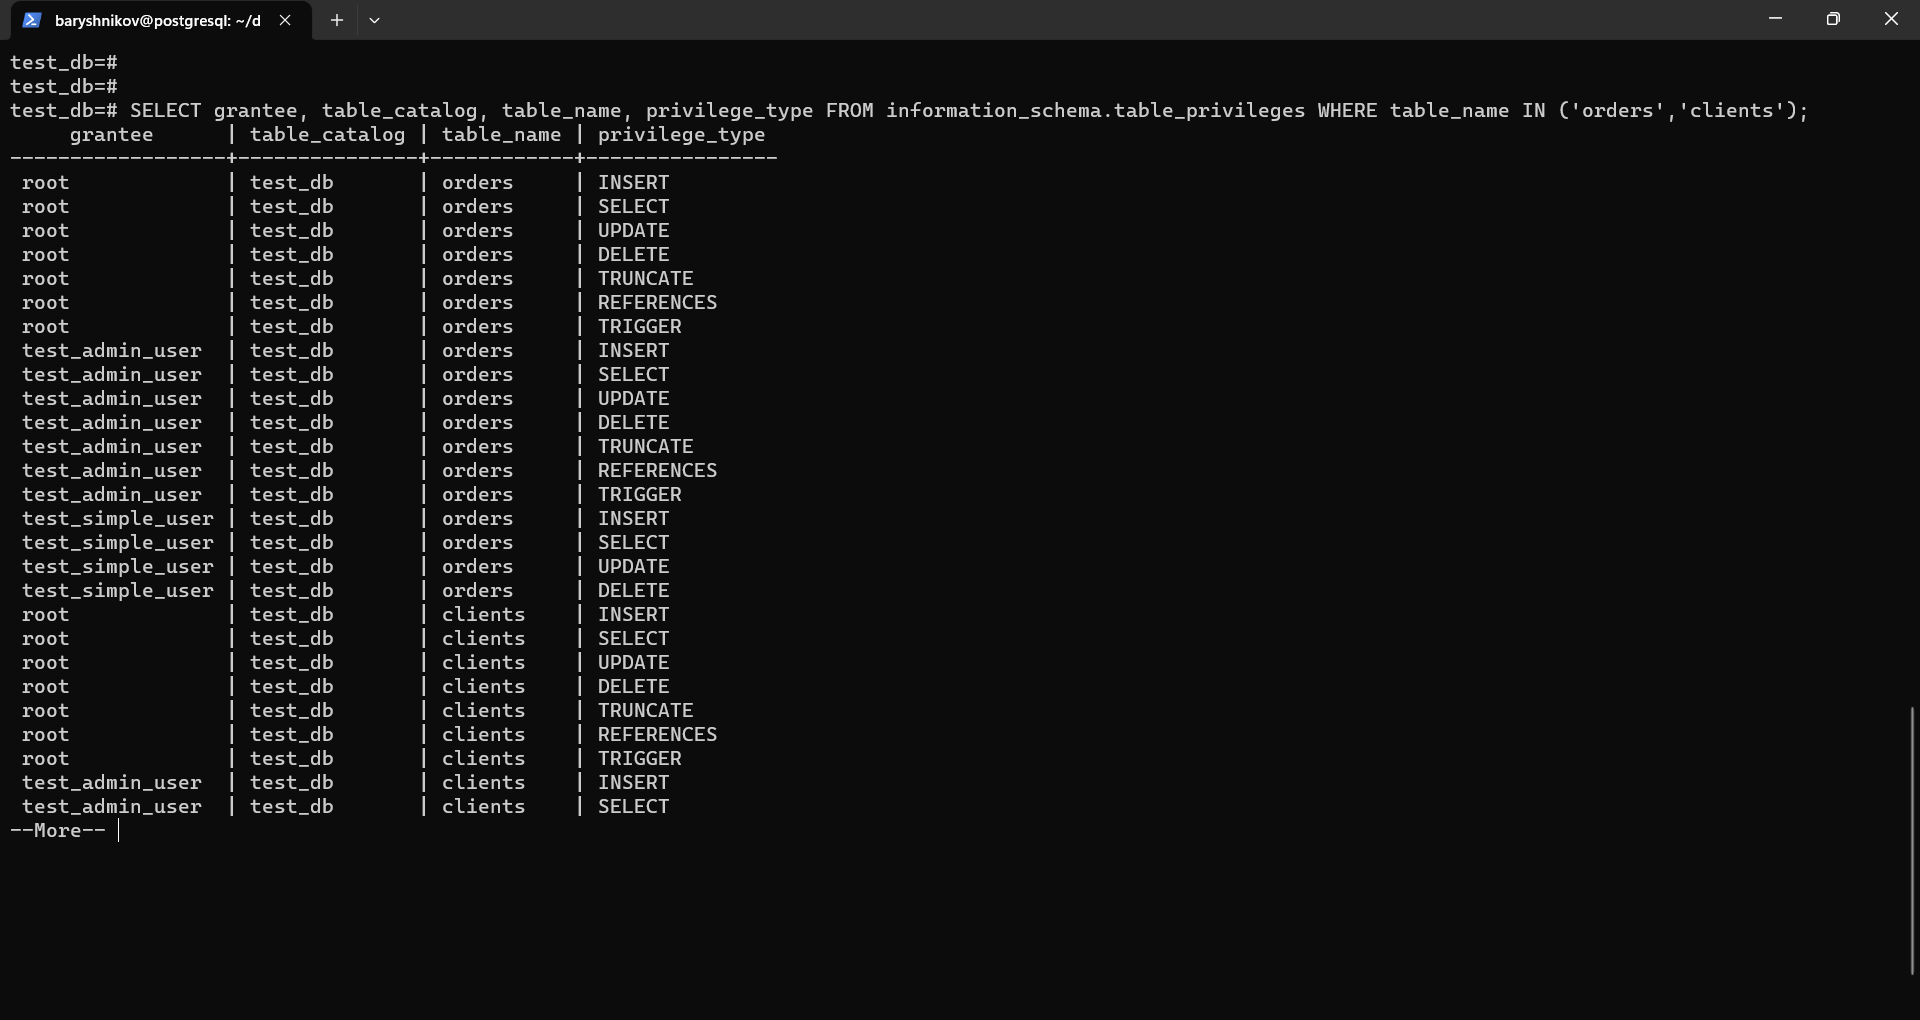 baryshnikov@postgresql: ~/d
test_db=#
test_db=#
test_db=# SELECT grantee, table_catalog, table_name, privilege_type FROM information_schema.table_privileges WHERE table_name IN ('orders','clients');
     grantee      | table_catalog | table_name | privilege_type
------------------+---------------+------------+----------------
 root             | test_db       | orders     | INSERT
 root             | test_db       | orders     | SELECT
 root             | test_db       | orders     | UPDATE
 root             | test_db       | orders     | DELETE
 root             | test_db       | orders     | TRUNCATE
 root             | test_db       | orders     | REFERENCES
 root             | test_db       | orders     | TRIGGER
 test_admin_user  | test_db       | orders     | INSERT
 test_admin_user  | test_db       | orders     | SELECT
 test_admin_user  | test_db       | orders     | UPDATE
 test_admin_user  | test_db       | orders     | DELETE
 test_admin_user  | test_db       | orders     | TRUNCATE
 test_admin_user  | test_db       | orders     | REFERENCES
 test_admin_user  | test_db       | orders     | TRIGGER
 test_simple_user | test_db       | orders     | INSERT
 test_simple_user | test_db       | orders     | SELECT
 test_simple_user | test_db       | orders     | UPDATE
 test_simple_user | test_db       | orders     | DELETE
 root             | test_db       | clients    | INSERT
 root             | test_db       | clients    | SELECT
 root             | test_db       | clients    | UPDATE
 root             | test_db       | clients    | DELETE
 root             | test_db       | clients    | TRUNCATE
 root             | test_db       | clients    | REFERENCES
 root             | test_db       | clients    | TRIGGER
 test_admin_user  | test_db       | clients    | INSERT
 test_admin_user  | test_db       | clients    | SELECT
--More--